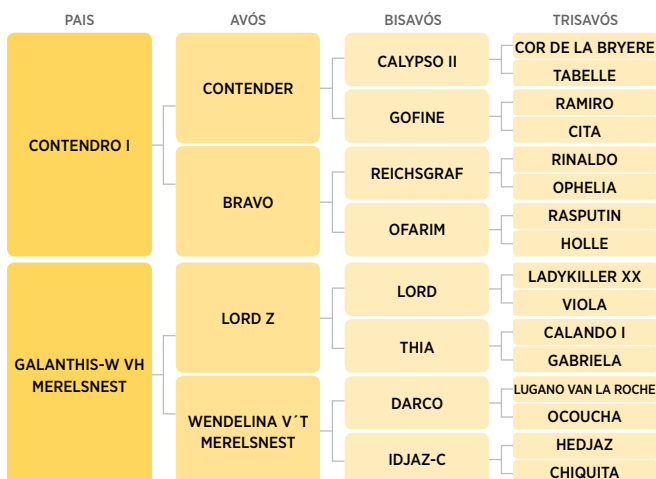 PAIS
AVÓS
BISAVÓS
TRISAVÓS
CONTENDRO I
CONTENDER
CALYPSO II
COR DE LA BRYERE
TABELLE
GOFINE
RAMIRO
CITA
BRAVO
REICHSGRAF
RINALDO
OPHELIA
OFARIM
RASPUTIN
HOLLE
GALANTHIS-W VH
MERELSNEST
LORD Z
LORD
LADYKILLER XX
VIOLA
THIA
CALANDO I
GABRIELA
WENDELINA V´T
MERELSNEST
DARCO
LUGANO VAN LA ROCHE
OCOUCHA
IDJAZ-C
HEDJAZ
CHIQUITA